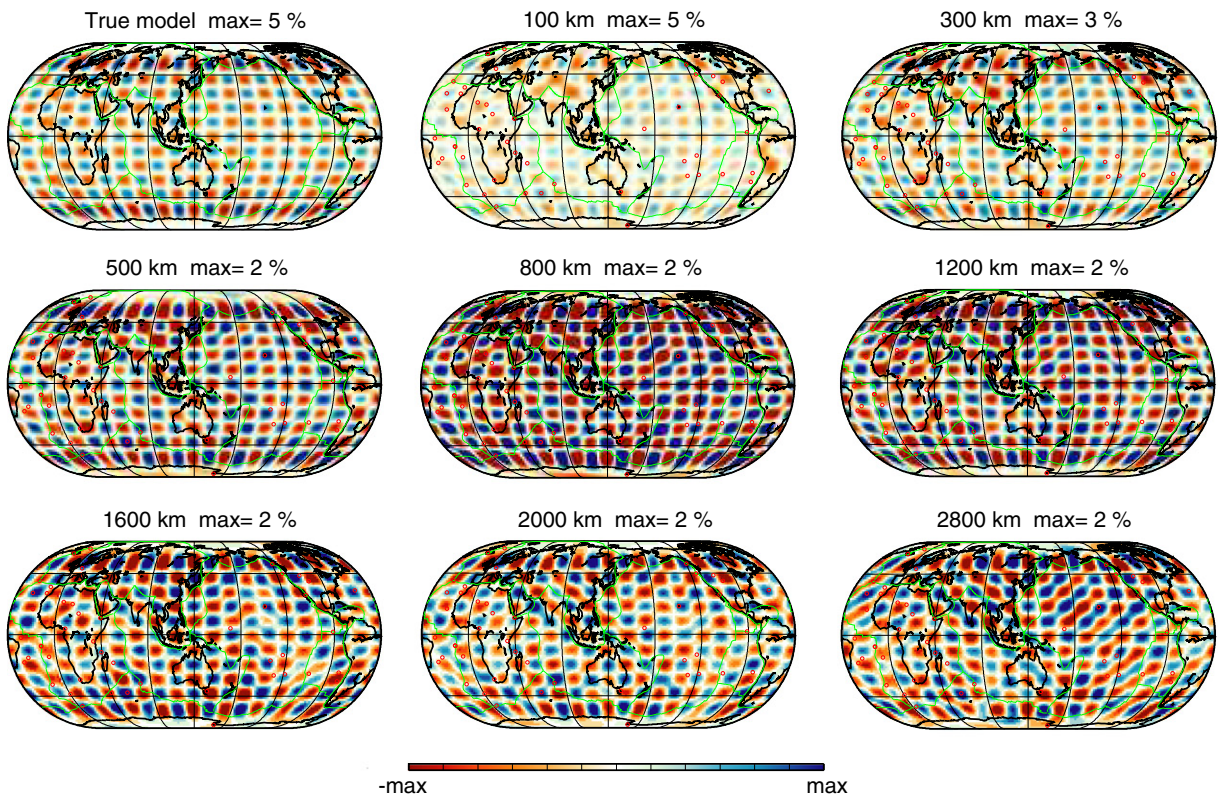 True model  max= 5 %
100 km  max= 5 %
300 km  max= 3 %
500 km  max= 2 %
800 km  max= 2 %
1200 km  max= 2 %
1600 km  max= 2 %
2000 km  max= 2 %
2800 km  max= 2 %
-max
max